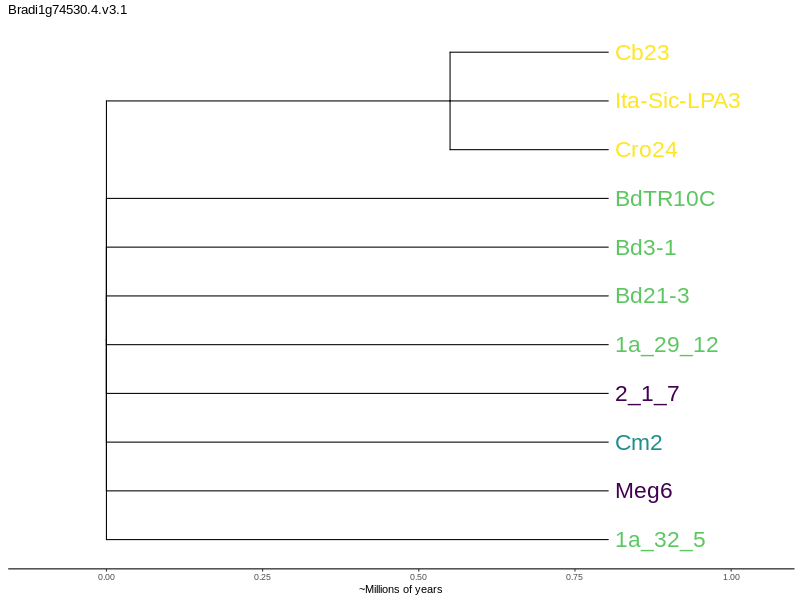 Bradi1g74530.4.v3.1
Cb23
Ita-Sic-LPA3
Cro24
BdTR10C
Bd3-1
Bd21-3
1a_29_12
2_1_7
Cm2
Meg6
1a_32_5
0.00 0.25 0.50 0.75 1.00
~Millions of years